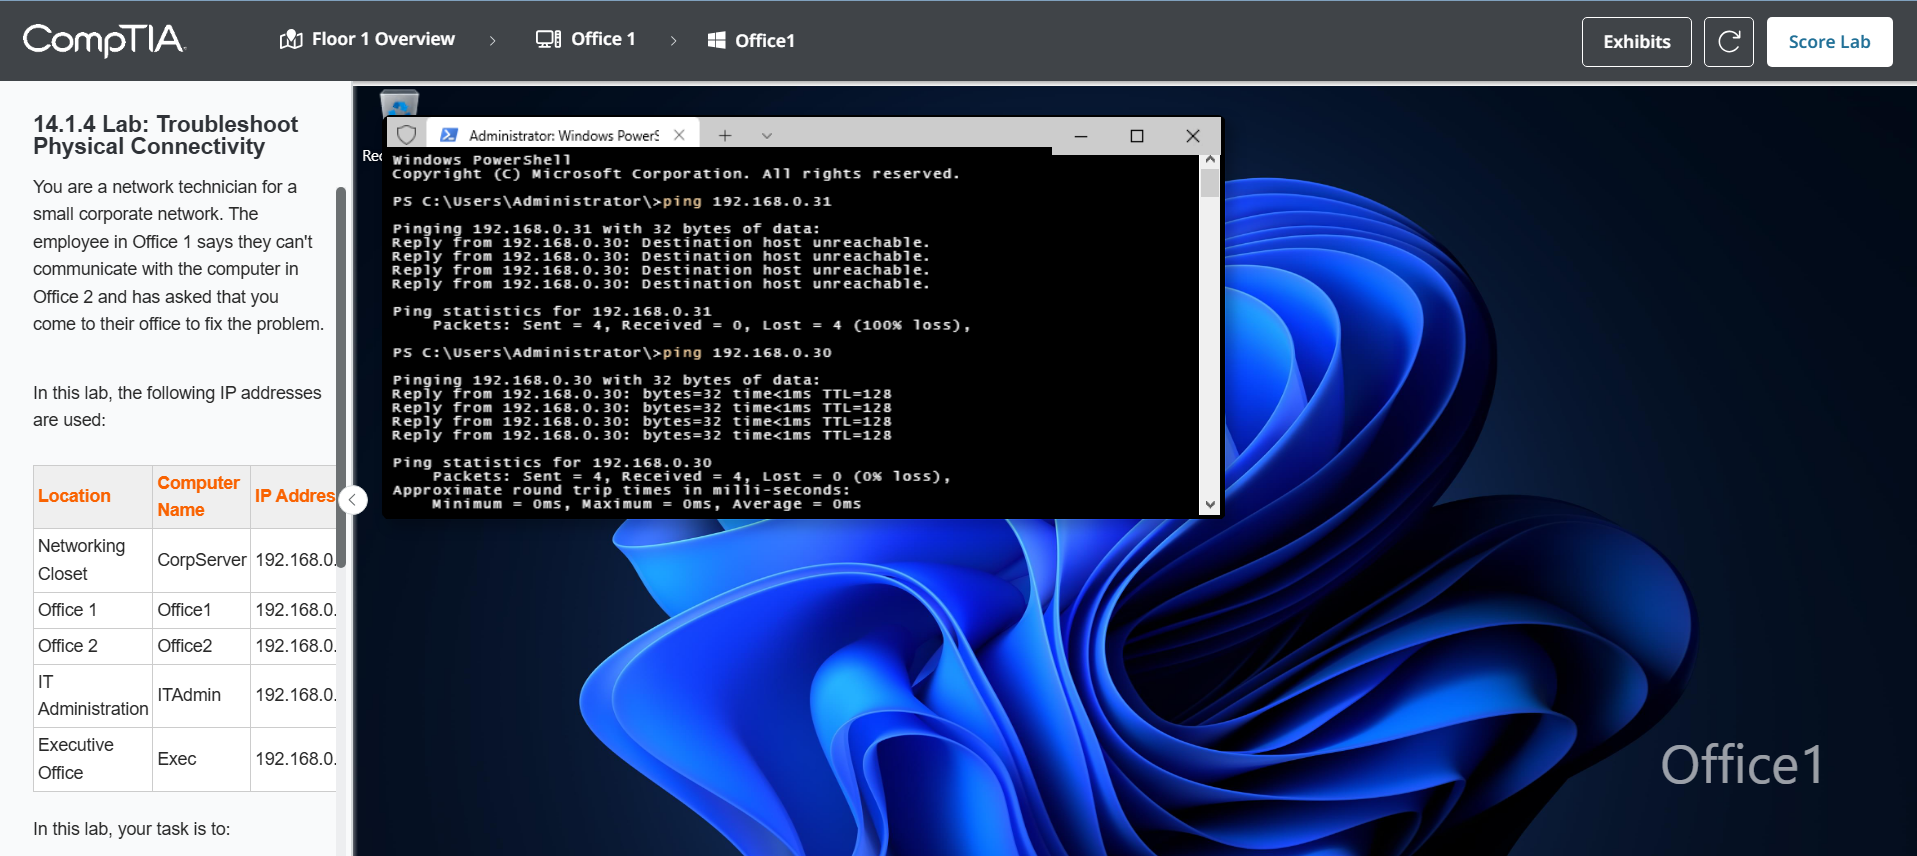 CompTIA
Floor 1 Overview
Office 1
Office1
Exhibits
Score Lab
14.1.4 Lab: Troubleshoot
Physical Connectivity
You are a network technician for a
small corporate network. The
employee in Office 1 says they can't
communicate with the computer in
Office 2 and has asked that you
come to their office to fix the problem.
In this lab, the following IP addresses
are used:
Location
Computer
Name
IP Addres
Networking
Closet
CorpServer
192.168.0.
Office 1
Office1
192.168.0.
Office 2
Office2
192.168.0.
IT
Administration
ITAdmin
192.168.0.
Executive
Office
Exec
192.168.0.
In this lab, your task is to:
Rec
Administrator: Windows PowerS
Windows PowerShell
Copyright (C) Microsoft Corporation. All rights reserved.
PS C:\Users\Administrator\>ping 192.168.0.31
Pinging 192.168.0.31 with 32 bytes of data:
Reply from 192.168.0.30: Destination host unreachable.
Reply from 192.168.0.30: Destination host unreachable.
Reply from 192.168.0.30: Destination host unreachable.
Reply from 192.168.0.30: Destination host unreachable.
Ping statistics for 192.168.0.31
Packets: Sent = 4, Received = 0, Lost = 4 (100% loss),
PS C:\Users\Administrator\>ping 192.168.0.30
Pinging 192.168.0.30 with 32 bytes of data:
Reply from 192.168.0.30: bytes=32 time<1ms TTL=128
Reply from 192.168.0.30: bytes=32 time<1ms TTL=128
Reply from 192.168.0.30: bytes=32 time<1ms TTL=128
Reply from 192.168.0.30: bytes=32 time<1ms TTL=128
Ping statistics for 192.168.0.30
Packets: Sent = 4, Received = 4, Lost = 0 (0% loss),
Approximate round trip times in milli-seconds:
Minimum = 0ms, Maximum = 0ms, Average = 0ms
Office1